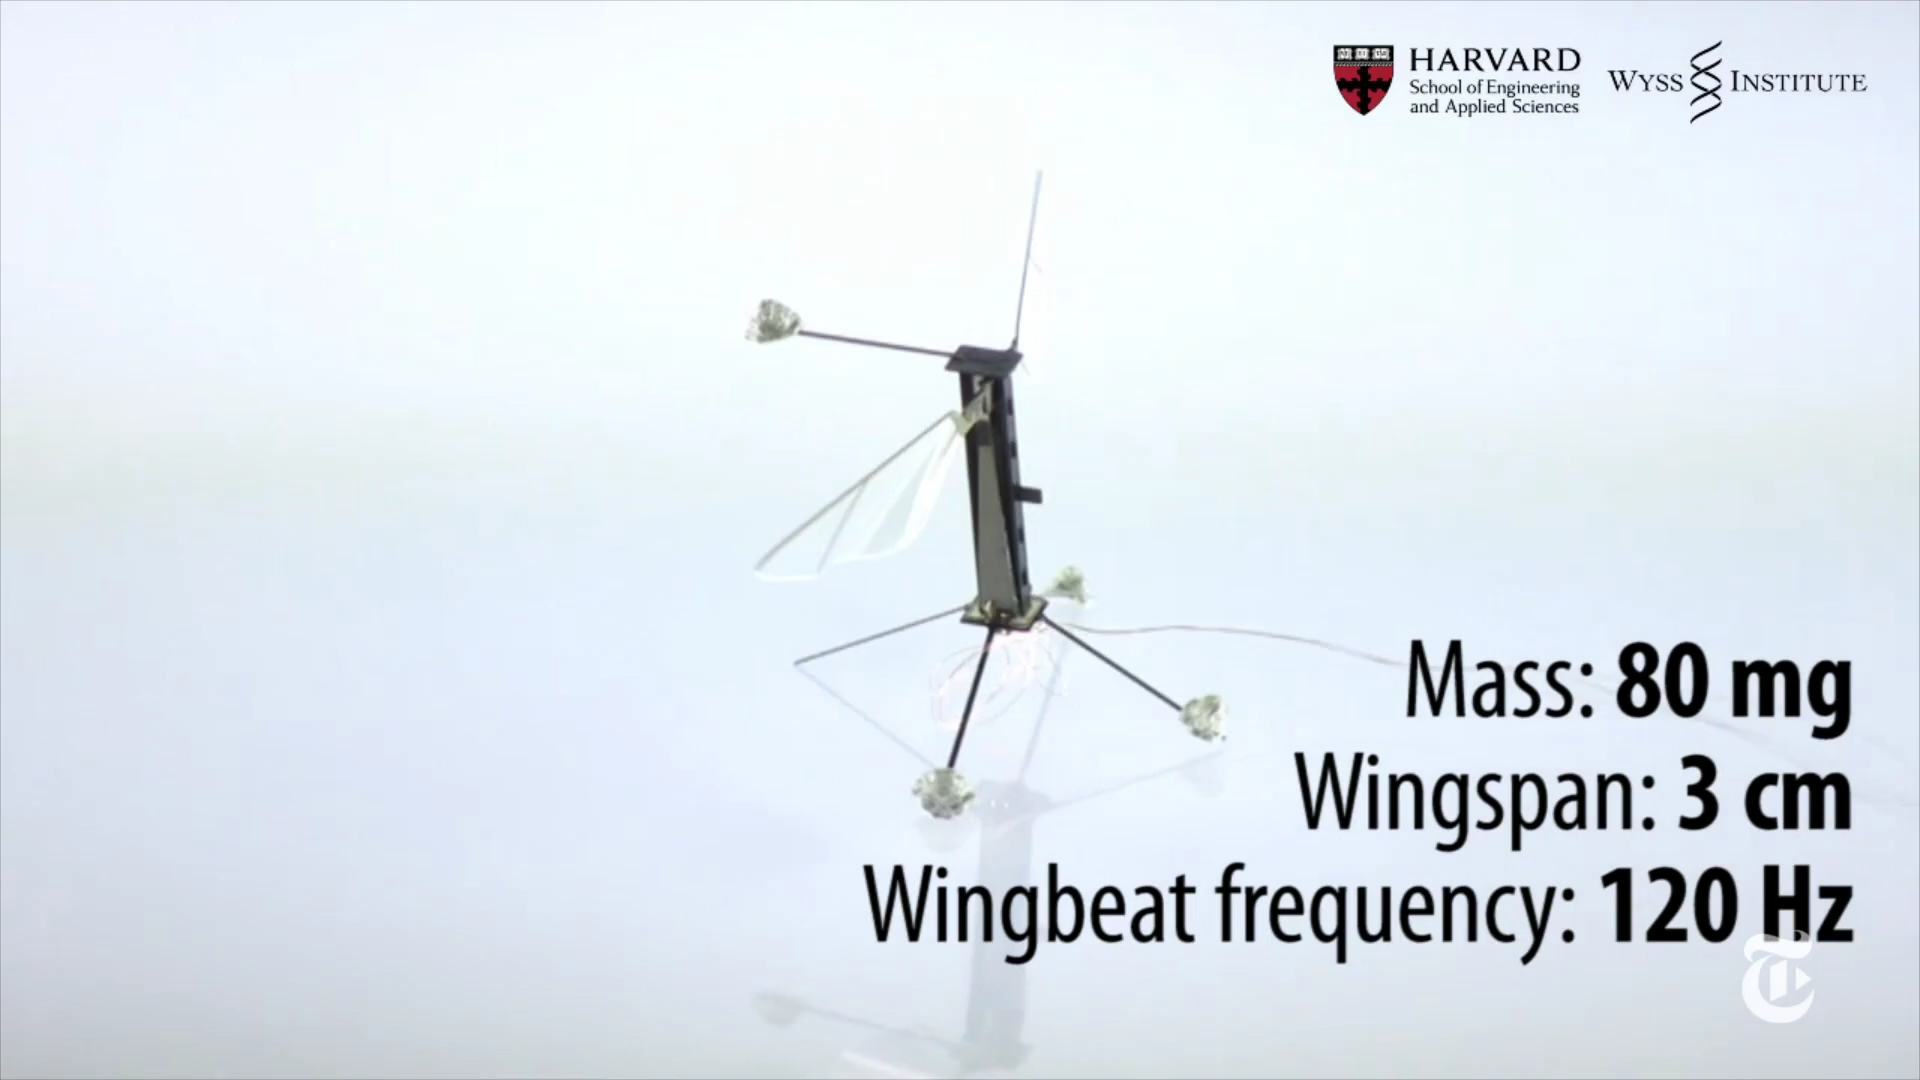 HARVARD
School of Engineering
and Applied Sciences
WYSS INSTITUTE
Mass: 80 mg
Wingspan: 3 cm
Wingbeat frequency: 120 Hz
T